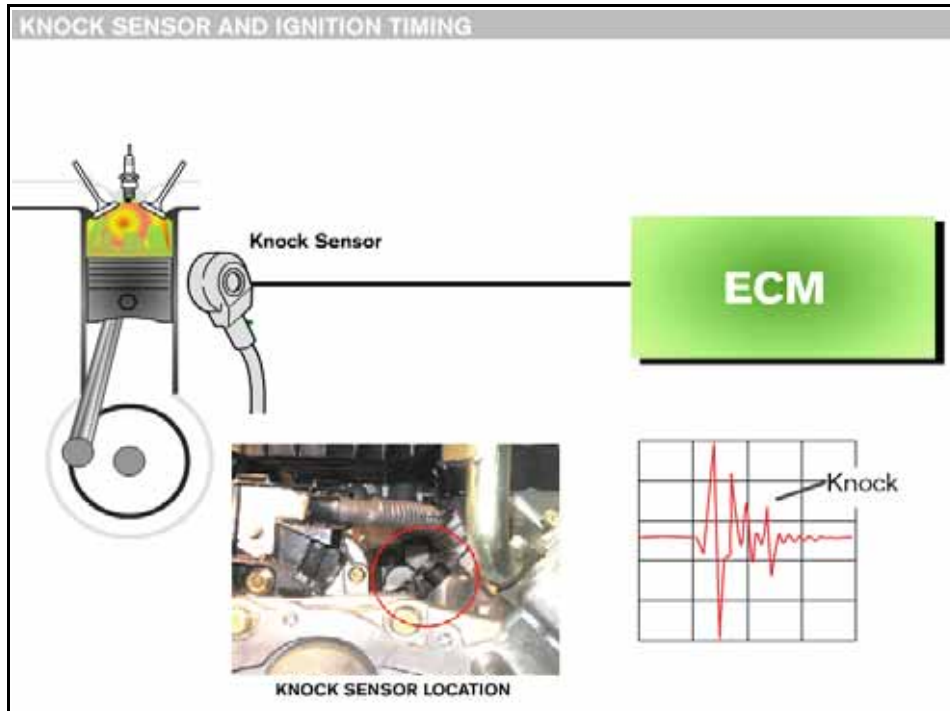 KNOCK SENSOR AND IGNITION TIMING
Knock Sensor
ECM
Knock
KNOCK SENSOR LOCATION